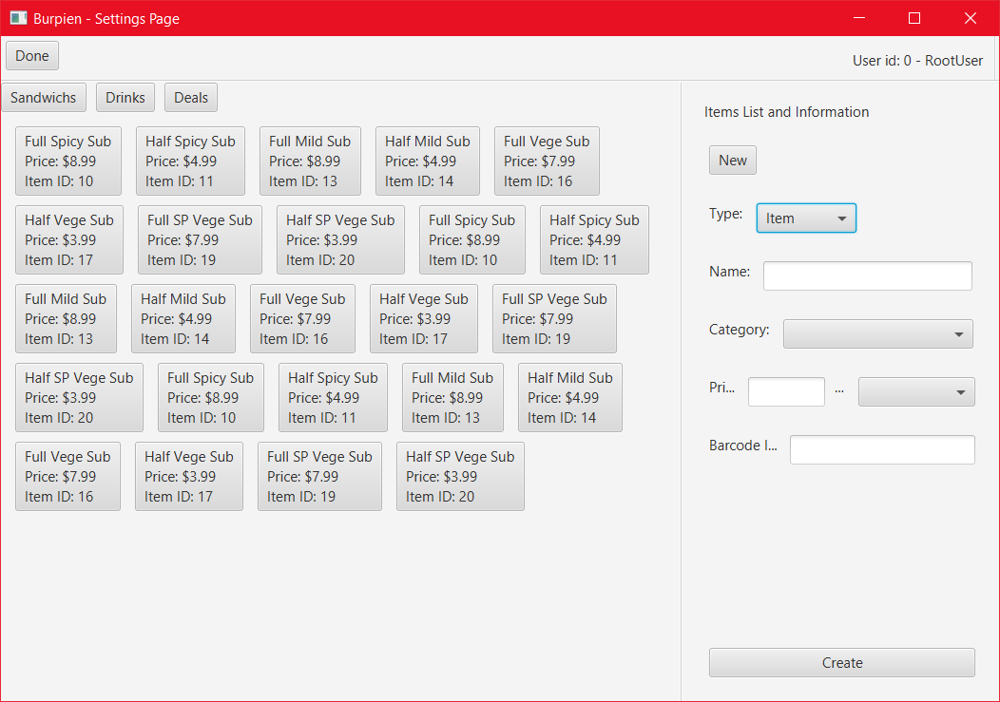 Burpien - Settings Page
Done
User id: 0 - RootUser
Sandwichs
Drinks
Deals
Full Spicy Sub
Price: $8.99
Item ID: 10
Half Spicy Sub
Price: $4.99
Item ID: 11
Full Mild Sub
Price: $8.99
Item ID: 13
Half Mild Sub
Price: $4.99
Item ID: 14
Full Vege Sub
Price: $7.99
Item ID: 16
Half Vege Sub
Price: $3.99
Item ID: 17
Full SP Vege Sub
Price: $7.99
Item ID: 19
Half SP Vege Sub
Price: $3.99
Item ID: 20
Full Spicy Sub
Price: $8.99
Item ID: 10
Half Spicy Sub
Price: $4.99
Item ID: 11
Full Mild Sub
Price: $8.99
Item ID: 13
Half Mild Sub
Price: $4.99
Item ID: 14
Full Vege Sub
Price: $7.99
Item ID: 16
Half Vege Sub
Price: $3.99
Item ID: 17
Full SP Vege Sub
Price: $7.99
Item ID: 19
Half SP Vege Sub
Price: $3.99
Item ID: 20
Full Spicy Sub
Price: $8.99
Item ID: 10
Half Spicy Sub
Price: $4.99
Item ID: 11
Full Mild Sub
Price: $8.99
Item ID: 13
Half Mild Sub
Price: $4.99
Item ID: 14
Full Vege Sub
Price: $7.99
Item ID: 16
Half Vege Sub
Price: $3.99
Item ID: 17
Full SP Vege Sub
Price: $7.99
Item ID: 19
Half SP Vege Sub
Price: $3.99
Item ID: 20
Items List and Information
New
Type:
Item
Name:
Category:
Pri...
...
Barcode I...
Create